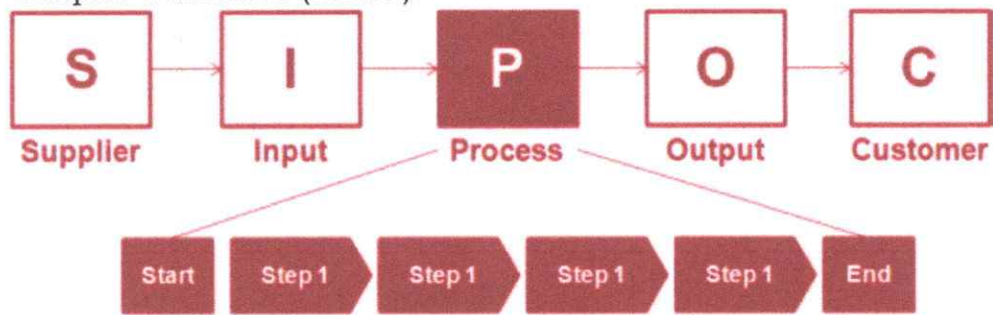 S I P O C
Supplier Input Process Output Customer
Start Step 1 Step 1 Step 1 Step 1 End